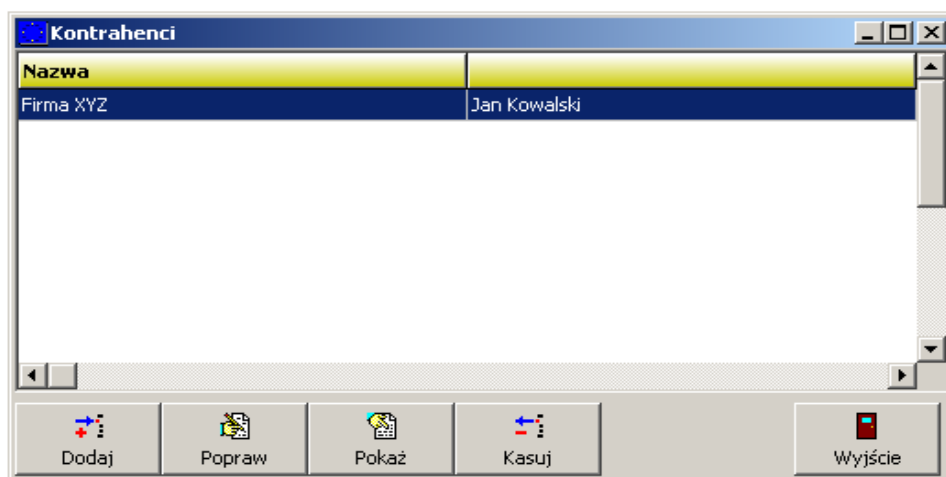 Kontrahenci
Nazwa
Firma XYZ Jan Kowalski
Dodaj Popraw Pokaż Kasuj Wyjście